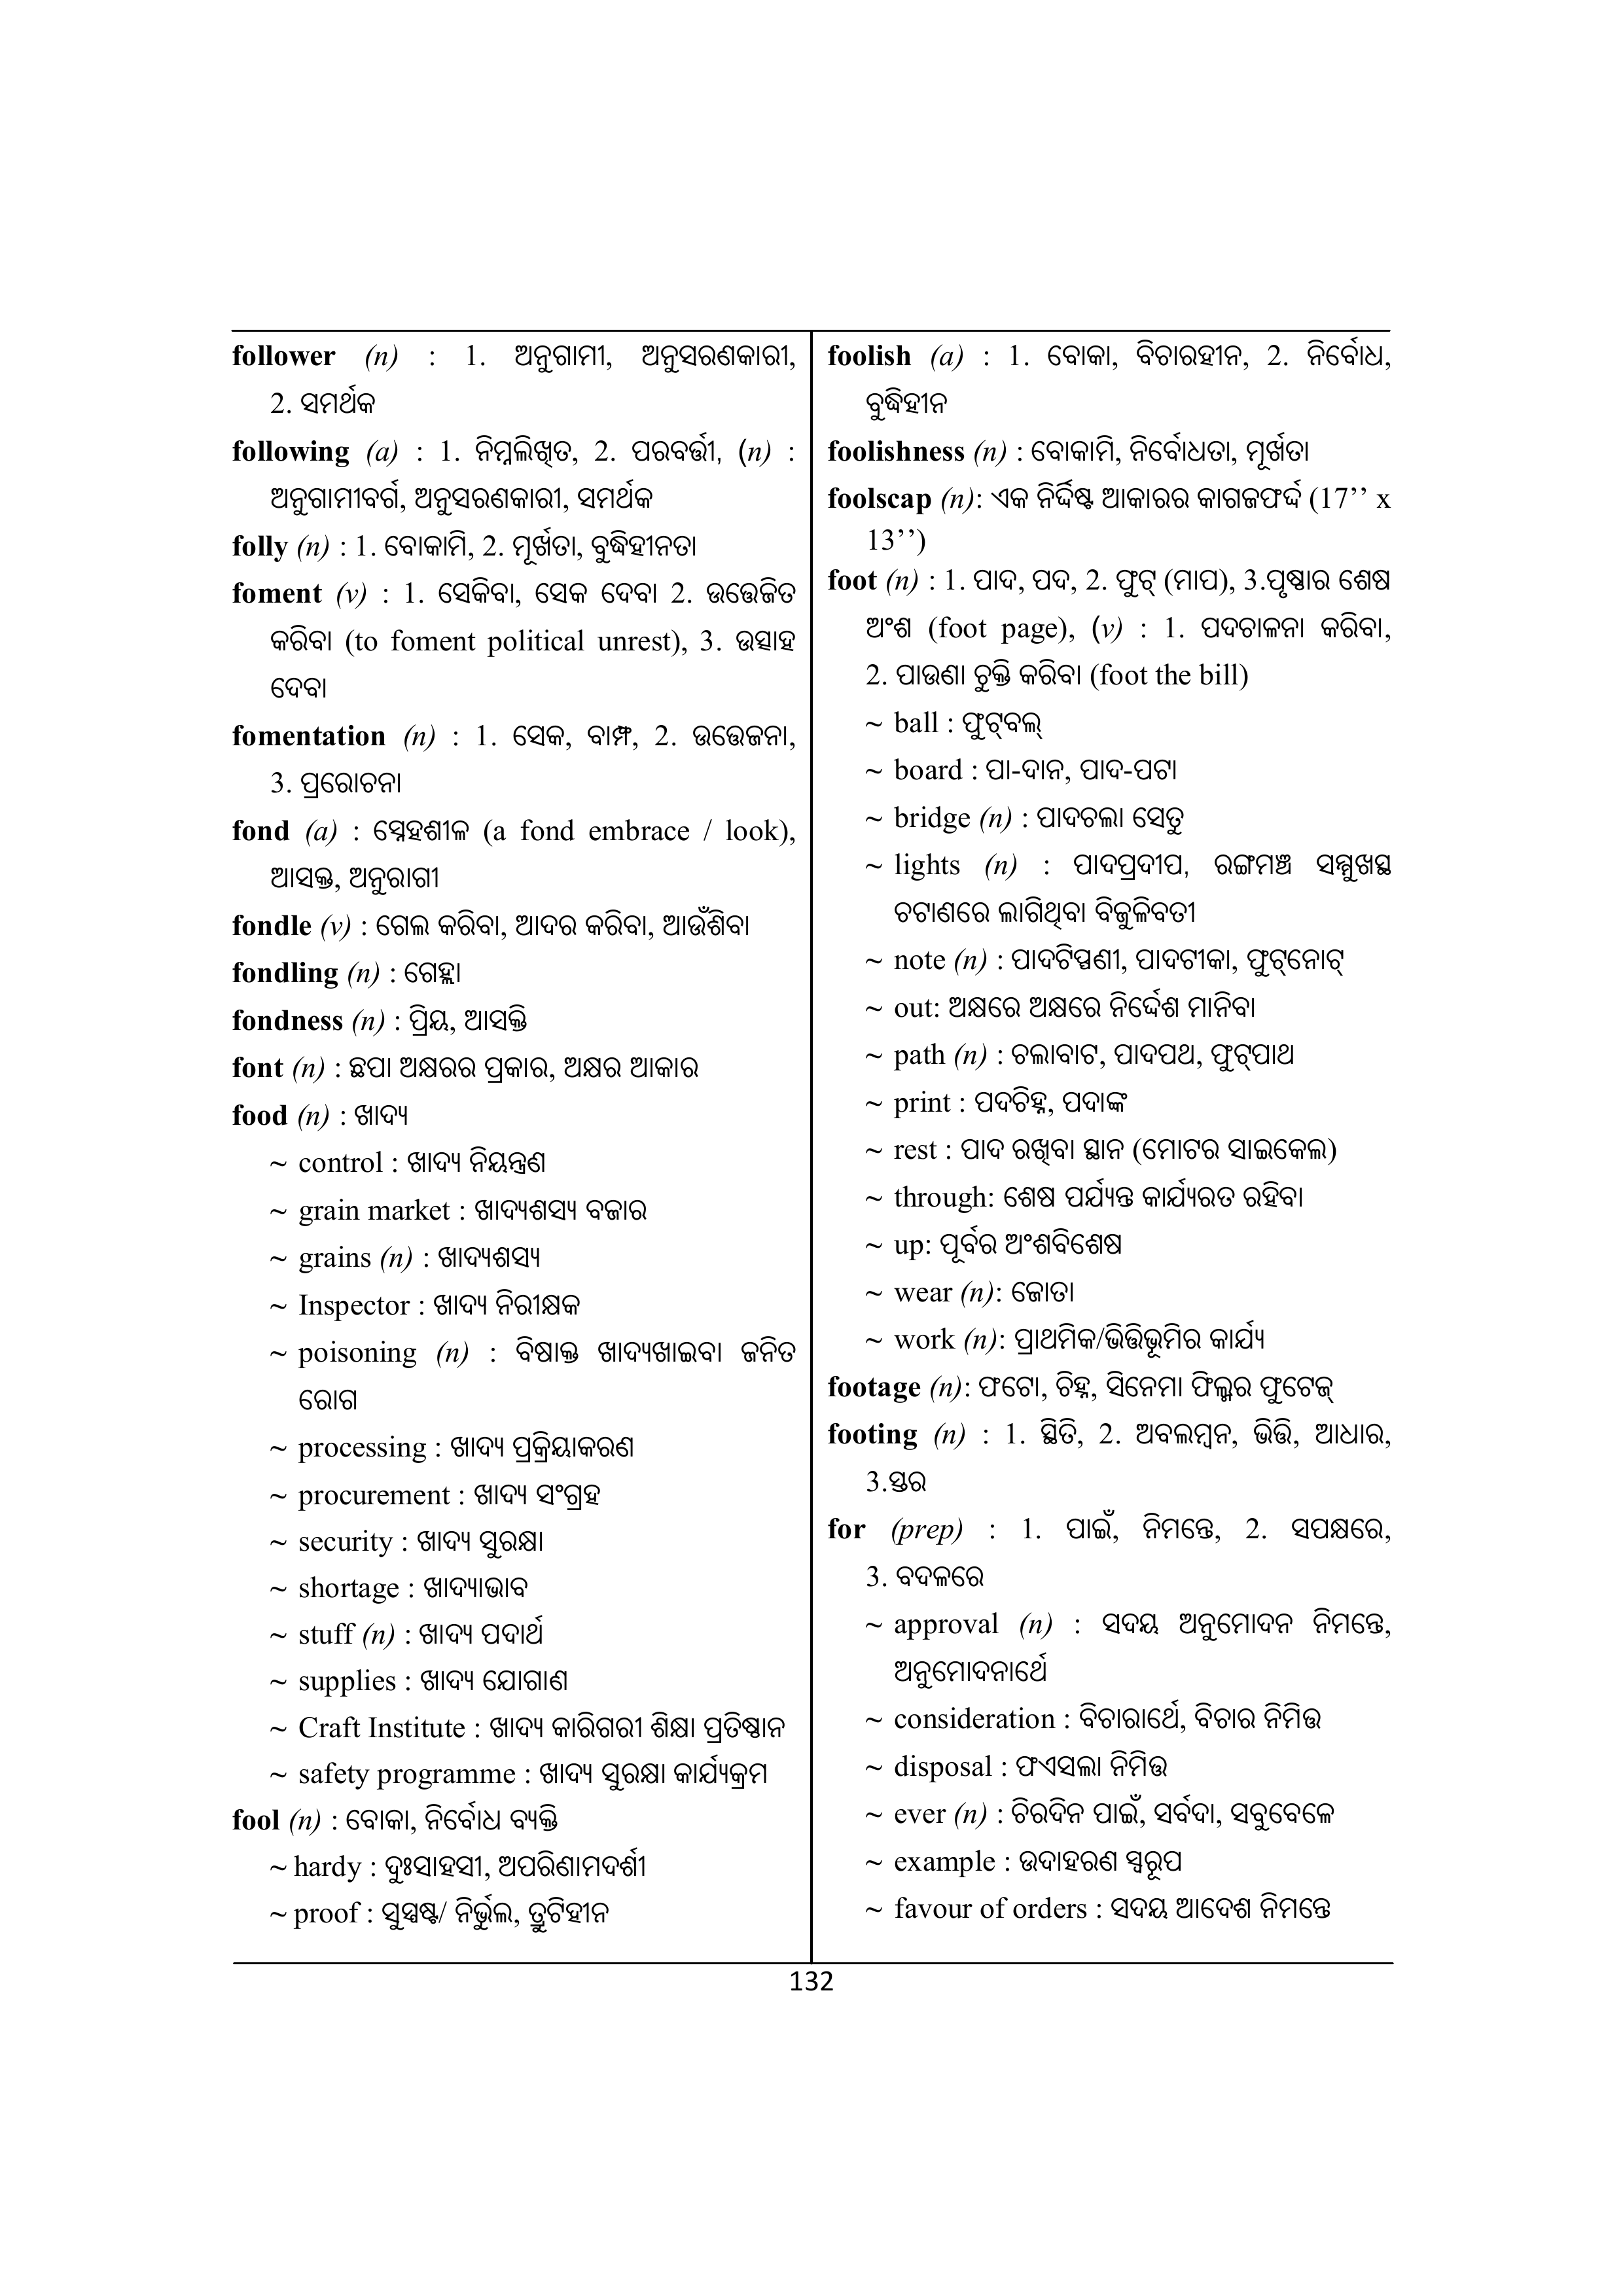 follower (n) : 1. ଅନୁଗାମୀ, ଅନୁସରଣକାରୀ,
2. ସମର୍ଥକ
following (a) : 1. ନିମ୍ନଲିଖିତ, 2. ପରବର୍ତ୍ତୀ, (n) :
ଅନୁଗାମୀବର୍ଗ, ଅନୁସରଣକାରୀ, ସମର୍ଥକ
folly (n) : 1. ବୋକାମି, 2. ମୂର୍ଖତା, ବୁଦ୍ଧିହୀନତା
foment (v) : 1. ସେକିବା, ସେକ ଦେବା 2. ଉତ୍ତେଜିତ
କରିବା (to foment political unrest), 3. ଉତ୍ସାହ
ଦେବା
fomentation (n) : 1. ସେକ, ବାମ୍ଫ, 2. ଉତ୍ତେଜନା,
3. ପ୍ରରୋଚନା
fond (a) : ସ୍ନେହଶୀଳ (a fond embrace / look),
ଆସକ୍ତ, ଅନୁରାଗୀ
fondle (v) : ଗେଲ କରିବା, ଆଦର କରିବା, ଆଉଁଶିବା
fondling (n) : ଗେହ୍ଲା
fondness (n) : ପ୍ରିୟ, ଆସକ୍ତି
font (n) : ଛପା ଅକ୍ଷରର ପ୍ରକାର, ଅକ୍ଷର ଆକାର
food (n) : ଖାଦ୍ୟ
~ control : ଖାଦ୍ୟ ନିୟନ୍ତ୍ରଣ
~ grain market : ଖାଦ୍ୟଶସ୍ୟ ବଜାର
~ grains (n) : ଖାଦ୍ୟଶସ୍ୟ
~ Inspector : ଖାଦ୍ୟ ନିରୀକ୍ଷକ
~ poisoning (n) : ବିଷାକ୍ତ ଖାଦ୍ୟଖାଇବା ଜନିତ
ରୋଗ
~ processing : ଖାଦ୍ୟ ପ୍ରକ୍ରିୟାକରଣ
~ procurement : ଖାଦ୍ୟ ସଂଗ୍ରହ
~ security : ଖାଦ୍ୟ ସୁରକ୍ଷା
~ shortage : ଖାଦ୍ୟାଭାବ
~ stuff (n) : ଖାଦ୍ୟ ପଦାର୍ଥ
~ supplies : ଖାଦ୍ୟ ଯୋଗାଣ
~ Craft Institute : ଖାଦ୍ୟ କାରିଗରୀ ଶିକ୍ଷା ପ୍ରତିଷ୍ଠାନ
~ safety programme : ଖାଦ୍ୟ ସୁରକ୍ଷା କାର୍ଯ୍ୟକ୍ରମ
fool (n) : ବୋକା, ନିର୍ବୋଧ ବ୍ୟକ୍ତି
~ hardy : ଦୁଃସାହସୀ, ଅପରିଣାମଦର୍ଶୀ
~ proof : ସୁସ୍ପଷ୍ଟ/ ନିର୍ଭୁଲ, ତ୍ରୁଟିହୀନ
foolish (a) : 1. ବୋକା, ବିଚାରହୀନ, 2. ନିର୍ବୋଧ,
ବୁଦ୍ଧିହୀନ
foolishness (n) : ବୋକାମି, ନିର୍ବୋଧତା, ମୂର୍ଖତା
foolscap (n): ଏକ ନିର୍ଦ୍ଦିଷ୍ଟ ଆକାରର କାଗଜଫର୍ଦ୍ଦ (17’’ x
13’’)
foot (n) : 1. ପାଦ, ପଦ, 2. ଫୁଟ୍ (ମାପ), 3.ପୃଷ୍ଠାର ଶେଷ
ଅଂଶ (foot page), (v) : 1. ପଦଚାଳନା କରିବା,
2. ପାଉଣା ଚୁକ୍ତି କରିବା (foot the bill)
~ ball : ଫୁଟ୍‌ବଲ୍
~ board : ପା-ଦାନ, ପାଦ-ପଟା
~ bridge (n) : ପାଦଚଲା ସେତୁ
~ lights (n) : ପାଦପ୍ରଦୀପ, ରଙ୍ଗମଞ୍ଚ ସମ୍ମୁଖସ୍ଥ
ଚଟାଣରେ ଲାଗିଥିବା ବିଜୁଳିବତୀ
~ note (n) : ପାଦଟିପ୍ପଣୀ, ପାଦଟୀକା, ଫୁଟ୍‌ନୋଟ୍
~ out: ଅକ୍ଷରେ ଅକ୍ଷରେ ନିର୍ଦ୍ଦେଶ ମାନିବା
~ path (n) : ଚଲାବାଟ, ପାଦପଥ, ଫୁଟ୍‌ପାଥ
~ print : ପଦଚିହ୍ନ, ପଦାଙ୍କ
~ rest : ପାଦ ରଖିବା ସ୍ଥାନ (ମୋଟର ସାଇକେଲ)
~ through: ଶେଷ ପର୍ଯ୍ୟନ୍ତ କାର୍ଯ୍ୟରତ ରହିବା
~ up: ପୂର୍ବର ଅଂଶବିଶେଷ
~ wear (n): ଜୋତା
~ work (n): ପ୍ରାଥମିକ/ଭିତ୍ତିଭୂମିର କାର୍ଯ୍ୟ
footage (n): ଫଟୋ, ଚିହ୍ନ, ସିନେମା ଫିଲ୍ମର ଫୁଟେଜ୍
footing (n) : 1. ସ୍ଥିତି, 2. ଅବଲମ୍ବନ, ଭିତ୍ତି, ଆଧାର,
3.ସ୍ତର
for (prep) : 1. ପାଇଁ, ନିମନ୍ତେ, 2. ସପକ୍ଷରେ,
3. ବଦଳରେ
~ approval (n) : ସଦୟ ଅନୁମୋଦନ ନିମନ୍ତେ,
ଅନୁମୋଦନାର୍ଥେ
~ consideration : ବିଚାରାର୍ଥେ, ବିଚାର ନିମିତ୍ତ
~ disposal : ଫଏସଲା ନିମିତ୍ତ
~ ever (n) : ଚିରଦିନ ପାଇଁ, ସର୍ବଦା, ସବୁବେଳେ
~ example : ଉଦାହରଣ ସ୍ୱରୂପ
~ favour of orders : ସଦୟ ଆଦେଶ ନିମନ୍ତେ
132